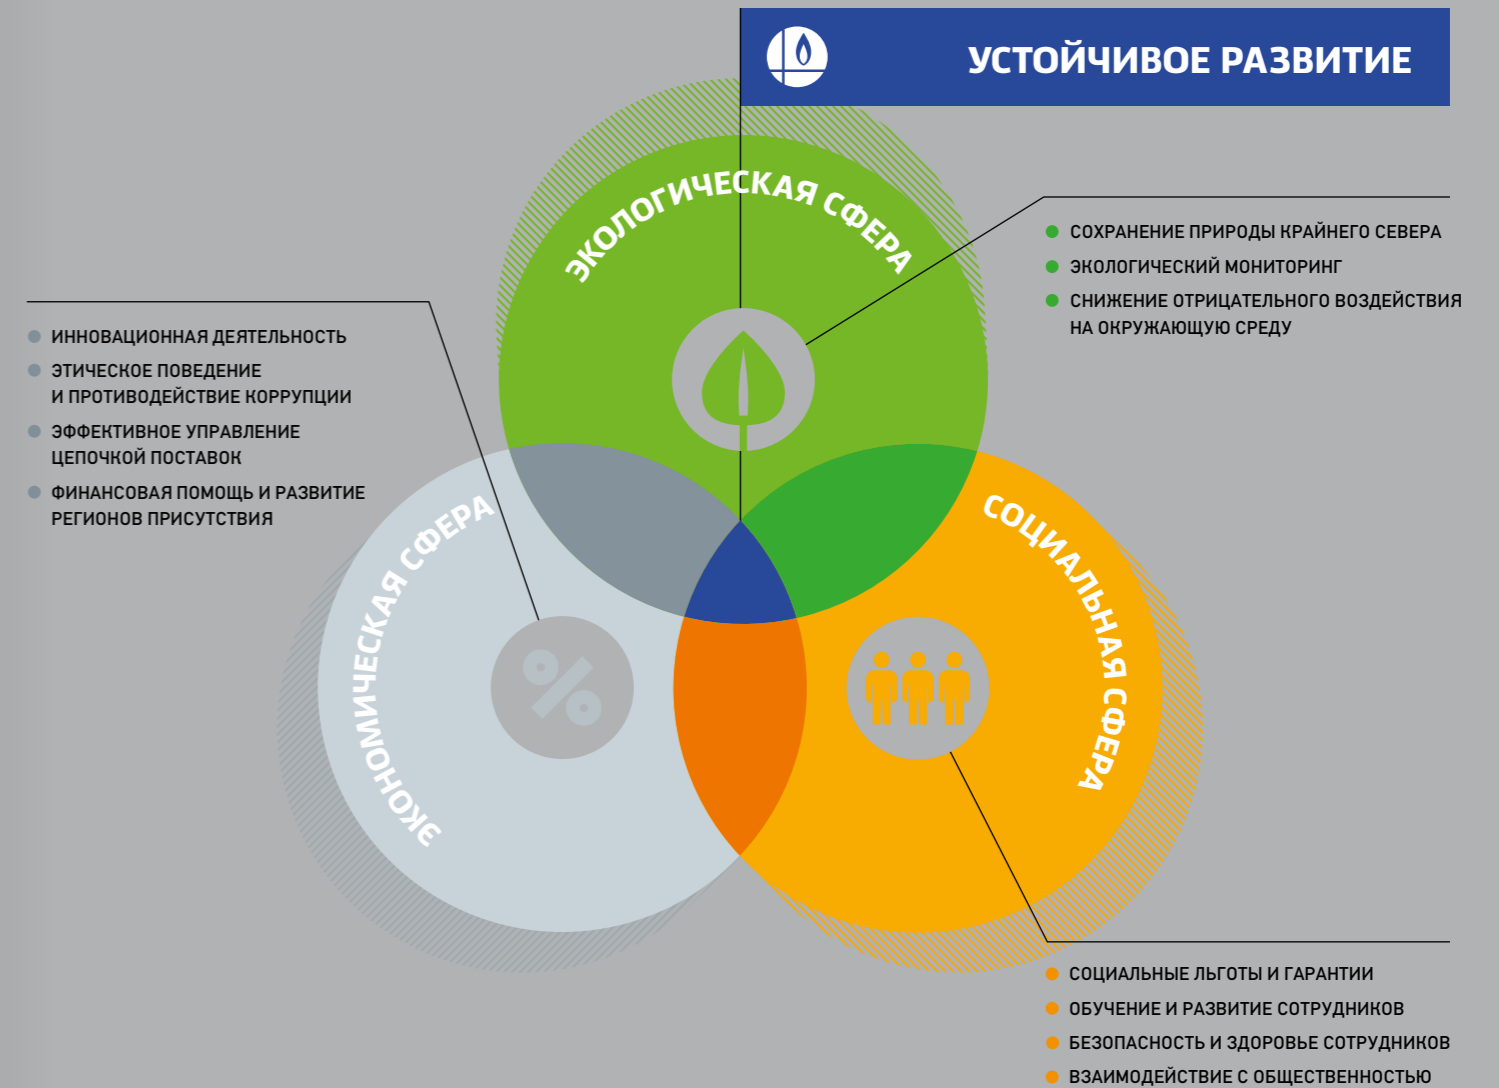 УСТОЙЧИВОЕ РАЗВИТИЕ
ЭКОЛОГИЧЕСКАЯ СФЕРА
СОХРАНЕНИЕ ПРИРОДЫ КРАЙНЕГО СЕВЕРА
ЭКОЛОГИЧЕСКИЙ МОНИТОРИНГ
СНИЖЕНИЕ ОТРИЦАТЕЛЬНОГО ВОЗДЕЙСТВИЯ
НА ОКРУЖАЮЩУЮ СРЕДУ
ИННОВАЦИОННАЯ ДЕЯТЕЛЬНОСТЬ
ЭТИЧЕСКОЕ ПОВЕДЕНИЕ
И ПРОТИВОДЕЙСТВИЕ КОРРУПЦИИ
ЭФФЕКТИВНОЕ УПРАВЛЕНИЕ
ЦЕПОЧКОЙ ПОСТАВОК
ФИНАНСОВАЯ ПОМОЩЬ И РАЗВИТИЕ
РЕГИОНОВ ПРИСУТСТВИЯ
ЭКОНОМИЧЕСКАЯ СФЕРА
%
СОЦИАЛЬНАЯ СФЕРА
СОЦИАЛЬНЫЕ ЛЬГОТЫ И ГАРАНТИИ
ОБУЧЕНИЕ И РАЗВИТИЕ СОТРУДНИКОВ
БЕЗОПАСНОСТЬ И ЗДОРОВЬЕ СОТРУДНИКОВ
ВЗАИМОДЕЙСТВИЕ С ОБЩЕСТВЕННОСТЬЮ